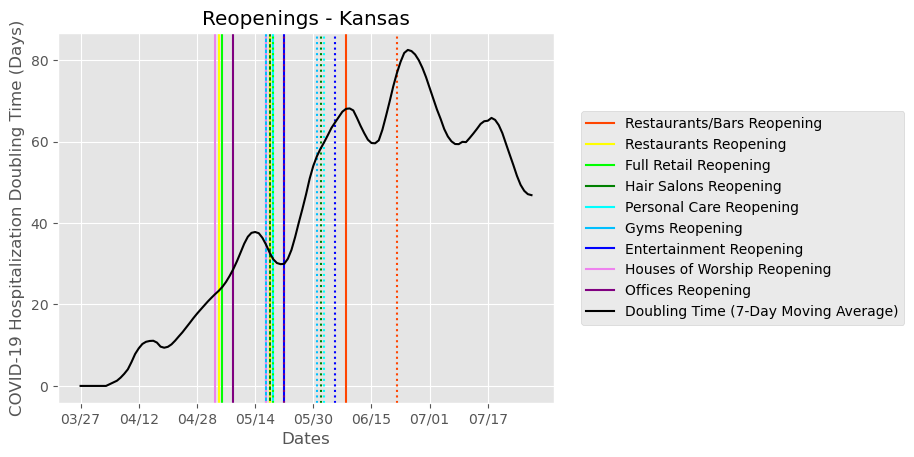 Reopenings - Kansas
COVID-19 Hospitalization Doubling Time (Days)
80
60
40
20
0
03/27 04/12 04/28 05/14 05/30 06/15 07/01 07/17
Dates
Restaurants/Bars Reopening
Restaurants Reopening
Full Retail Reopening
Hair Salons Reopening
Personal Care Reopening
Gyms Reopening
Entertainment Reopening
Houses of Worship Reopening
Offices Reopening
Doubling Time (7-Day Moving Average)